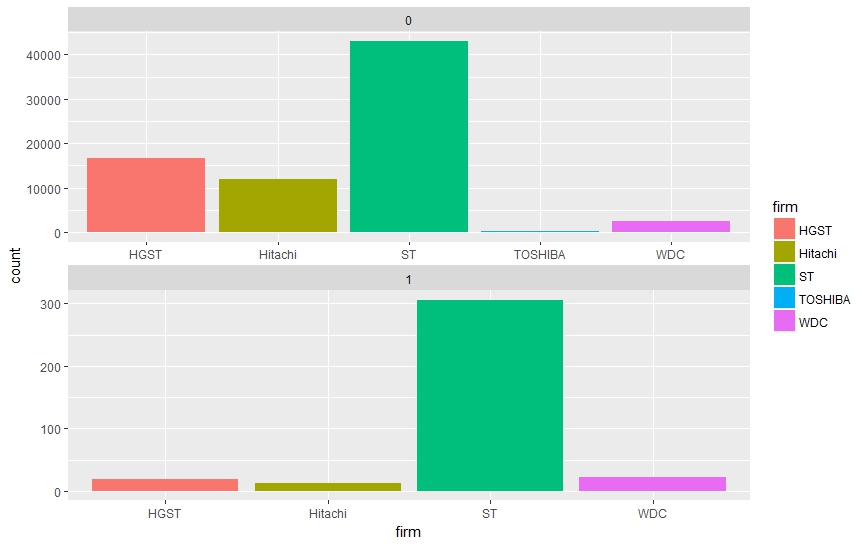 0
40000
30000
20000
10000
0
HGST Hitachi ST TOSHIBA WDC
count
1
300
200
100
0
HGST Hitachi ST WDC
firm
firm
HGST
Hitachi
ST
TOSHIBA
WDC